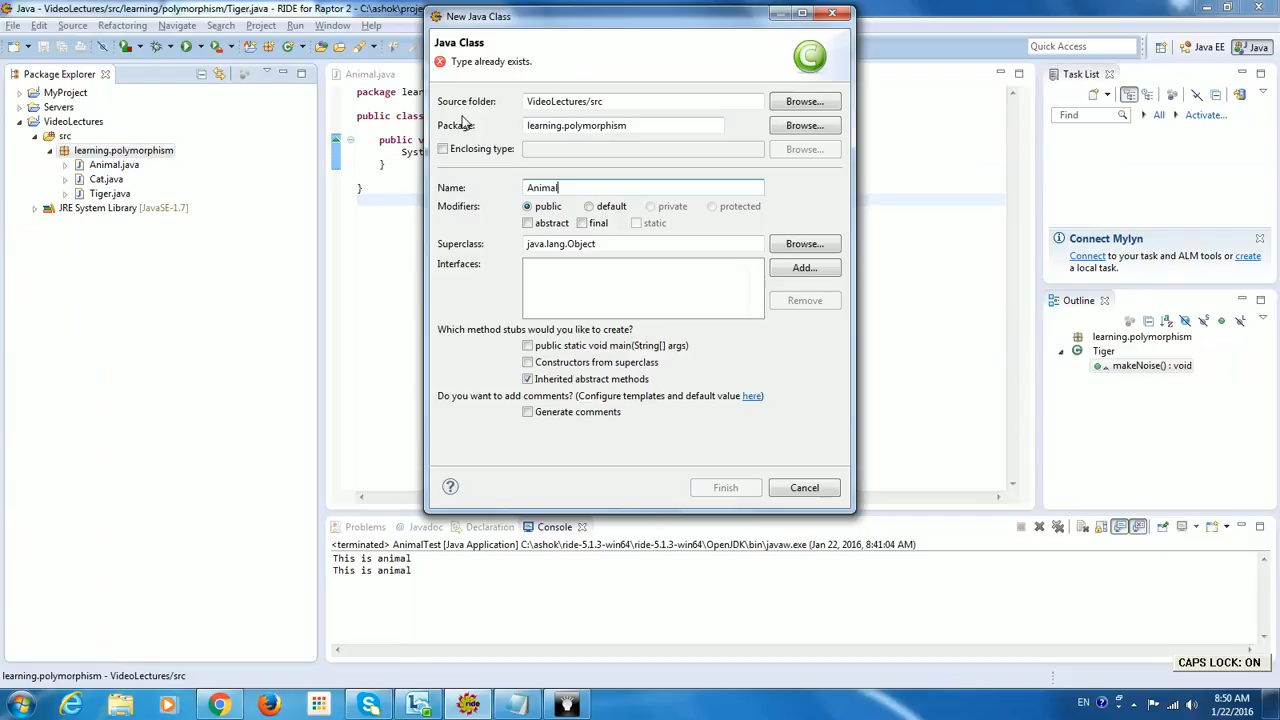 Java - VideoLectures/src/learning/polymorphism/Tiger.java - RIDE for Raptor 2
C:\ashok\proj
New Java Class
File Edit Source Refactoring Navigate Search Project Run Window Help
Quick Access
Java EE
Java
Java Class
Type already exists.
Package Explorer
MyProject
Servers
VideoLectures
src
learning.polymorphism
Animal.java
Cat.java
Tiger.java
JRE System Library [JavaSE-1.7]
Animal.java
package lear
public class
public v
Syst
}
}
Source folder: VideoLectures/src Browse...
Package: learning.polymorphism Browse...
Enclosing type: Browse...
Name: Animal
Modifiers: public default private protected
abstract final static
Superclass: java.lang.Object Browse...
Interfaces: Add...
Remove
Which method stubs would you like to create?
public static void main(String[] args)
Constructors from superclass
Inherited abstract methods
Do you want to add comments? (Configure templates and default value here)
Generate comments
Finish Cancel
Task List
Find All Activate...
Connect Mylyn
Connect to your task and ALM tools or create
a local task.
Outline
learning.polymorphism
Tiger
makeNoise() : void
Problems Javadoc Declaration Console
<terminated> AnimalTest [Java Application] C:\ashok\ride-5.1.3-win64\ride-5.1.3-win64\OpenJDK\bin\javaw.exe (Jan 22, 2016, 8:41:04 AM)
This is animal
This is animal
CAPS LOCK: ON
learning.polymorphism - VideoLectures/src
EN
8:50 AM
1/22/2016